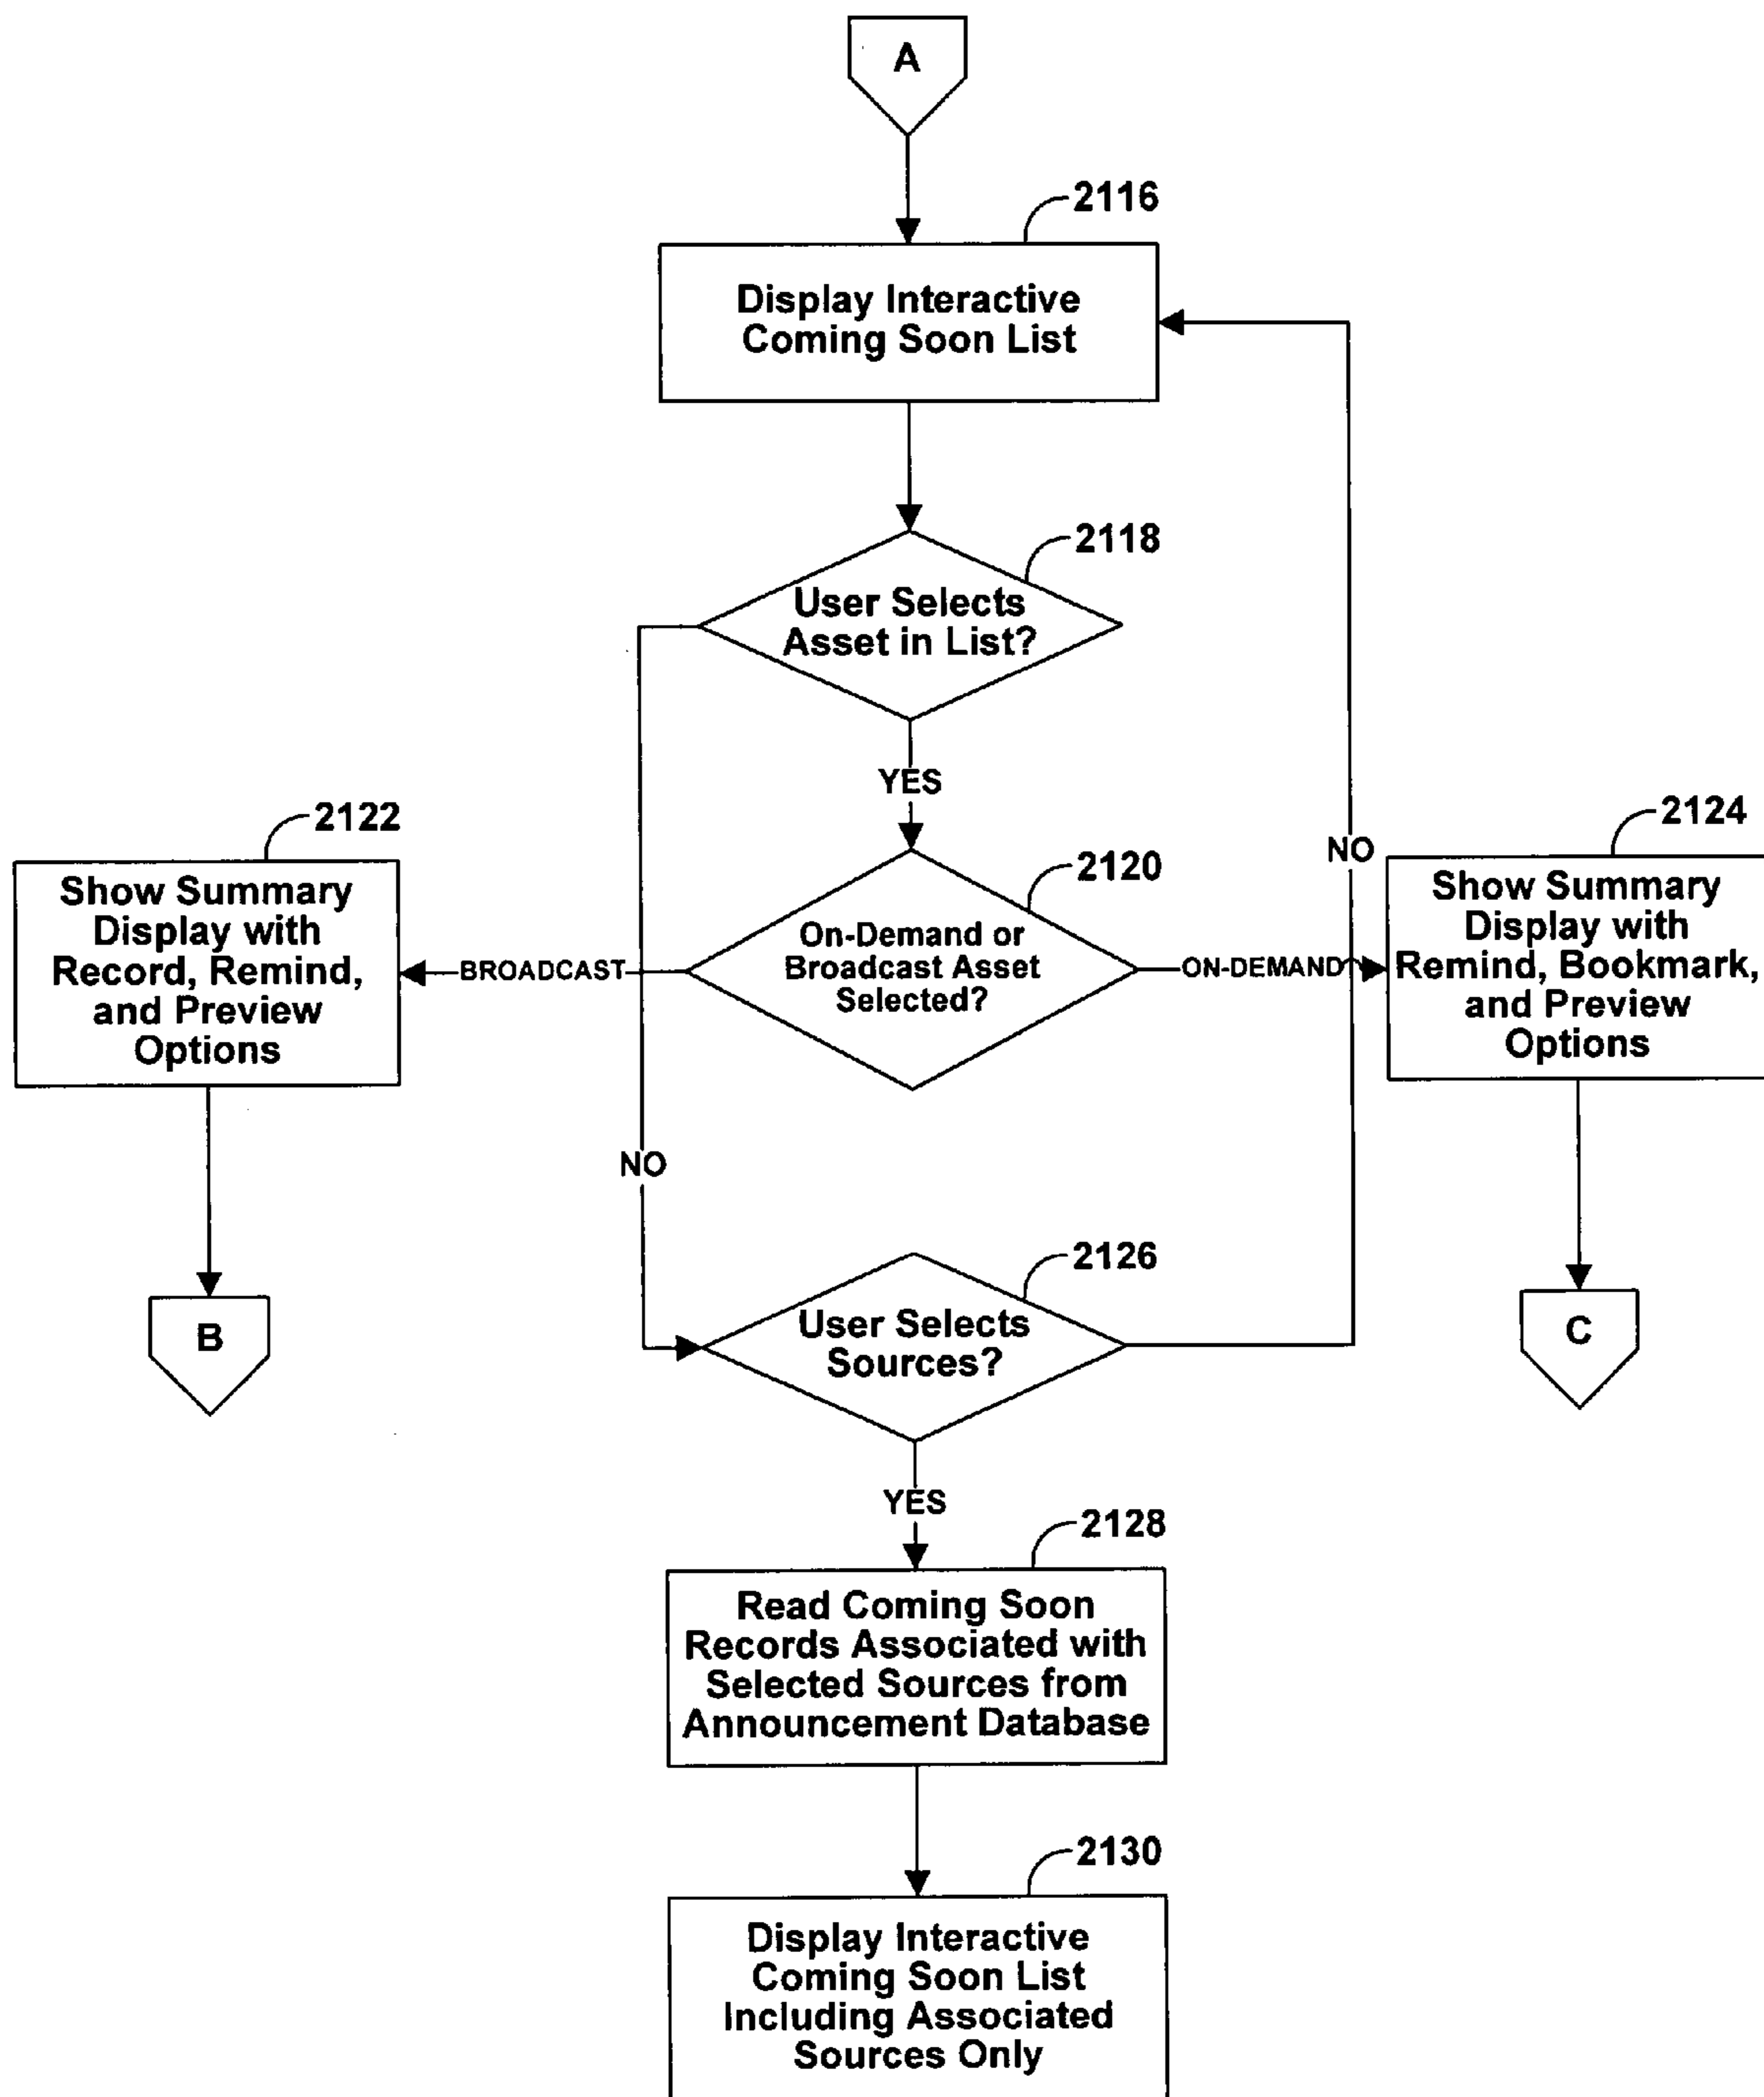 A
2116
Display Interactive
Coming Soon List
2118
User Selects
Asset in List?
YES
2122
Show Summary
Display with
Record, Remind,
and Preview
Options
BROADCAST
2120
On-Demand or
Broadcast Asset
Selected?
ON-DEMAND
NO
2124
Show Summary
Display with
Remind, Bookmark,
and Preview
Options
NO
B
2126
User Selects
Sources?
C
YES
2128
Read Coming Soon
Records Associated with
Selected Sources from
Announcement Database
2130
Display Interactive
Coming Soon List
Including Associated
Sources Only